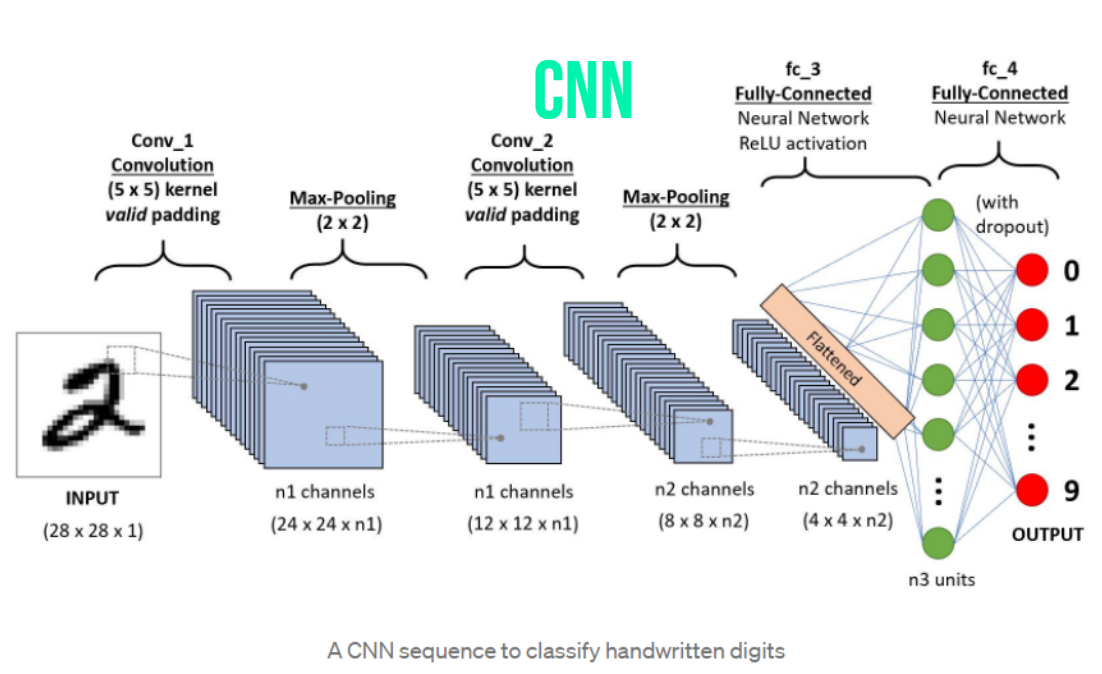 CNN
Conv_1
Convolution
(5 x 5) kernel
valid padding
Max-Pooling
(2 x 2)
Conv_2
Convolution
(5 x 5) kernel
valid padding
Max-Pooling
(2 x 2)
fc_3
Fully-Connected
Neural Network
ReLU activation
fc_4
Fully-Connected
Neural Network
(with
dropout)
2
Flattened
0
1
2
9
INPUT
(28 x 28 x 1)
n1 channels
(24 x 24 x n1)
n1 channels
(12 x 12 x n1)
n2 channels
(8 x 8 x n2)
n2 channels
(4 x 4 x n2)
n3 units
OUTPUT
A CNN sequence to classify handwritten digits